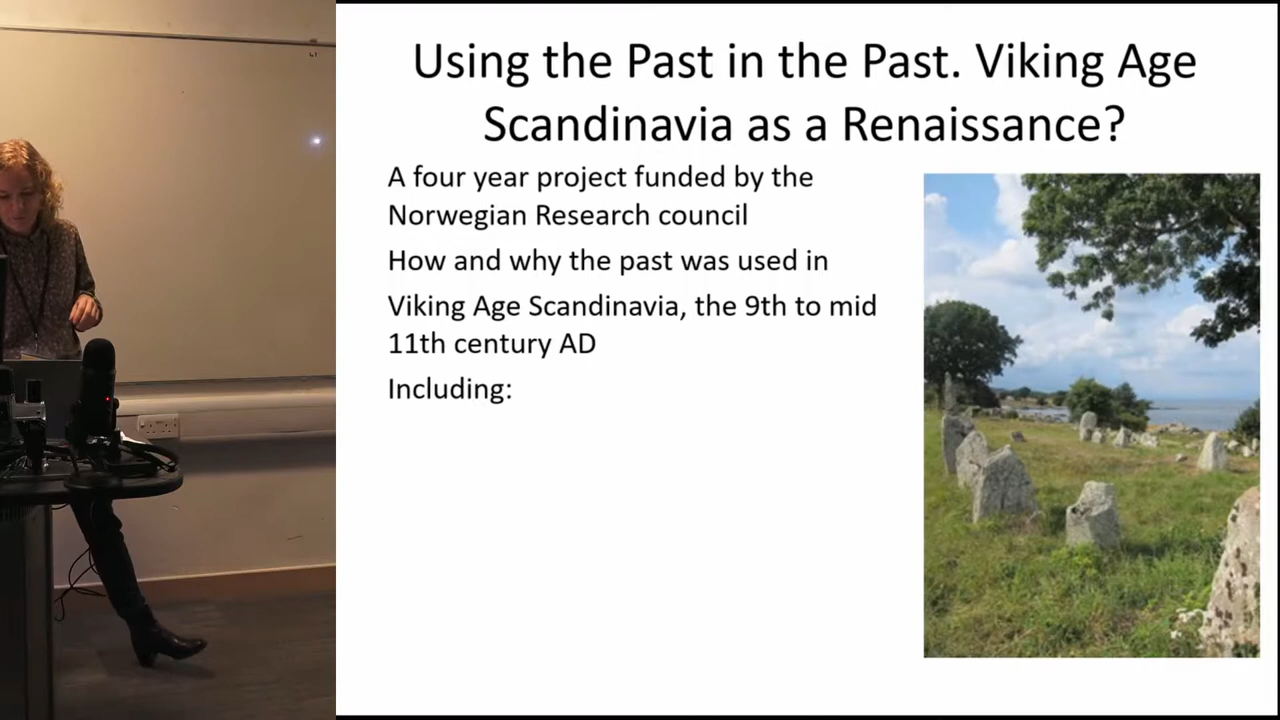 Using the Past in the Past. Viking Age
Scandinavia as a Renaissance?
A four year project funded by the
Norwegian Research council
How and why the past was used in
Viking Age Scandinavia, the 9th to mid
11th century AD
Including: